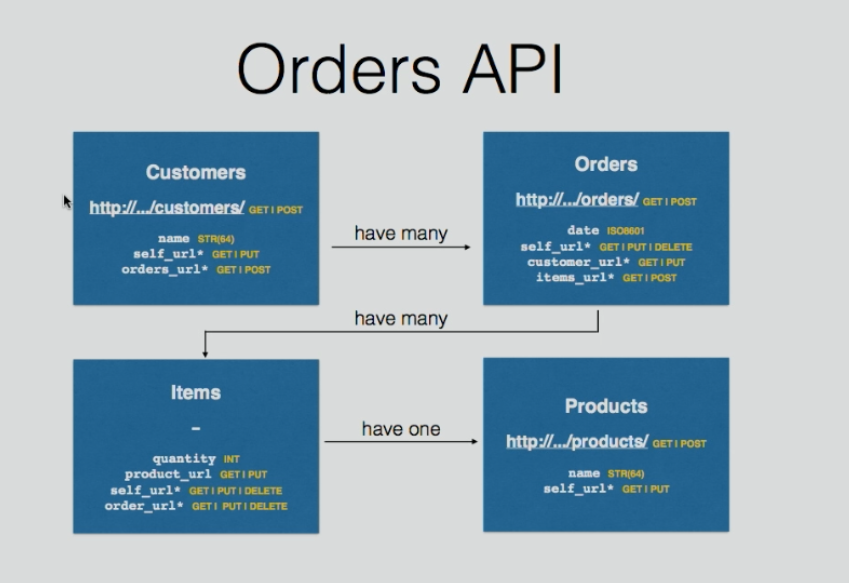 Orders API
Customers
http://.../customers/ GET | POST
name STR(64)
self_url* GET | PUT
orders_url* GET | POST
have many
Orders
http://.../orders/ GET | POST
date ISO8601
self_url* GET | PUT | DELETE
customer_url* GET | PUT
items_url* GET | POST
have many
Items
–
quantity INT
product_url GET | PUT
self_url* GET | PUT | DELETE
order_url* GET | PUT | DELETE
have one
Products
http://.../products/ GET | POST
name STR(64)
self_url* GET | PUT